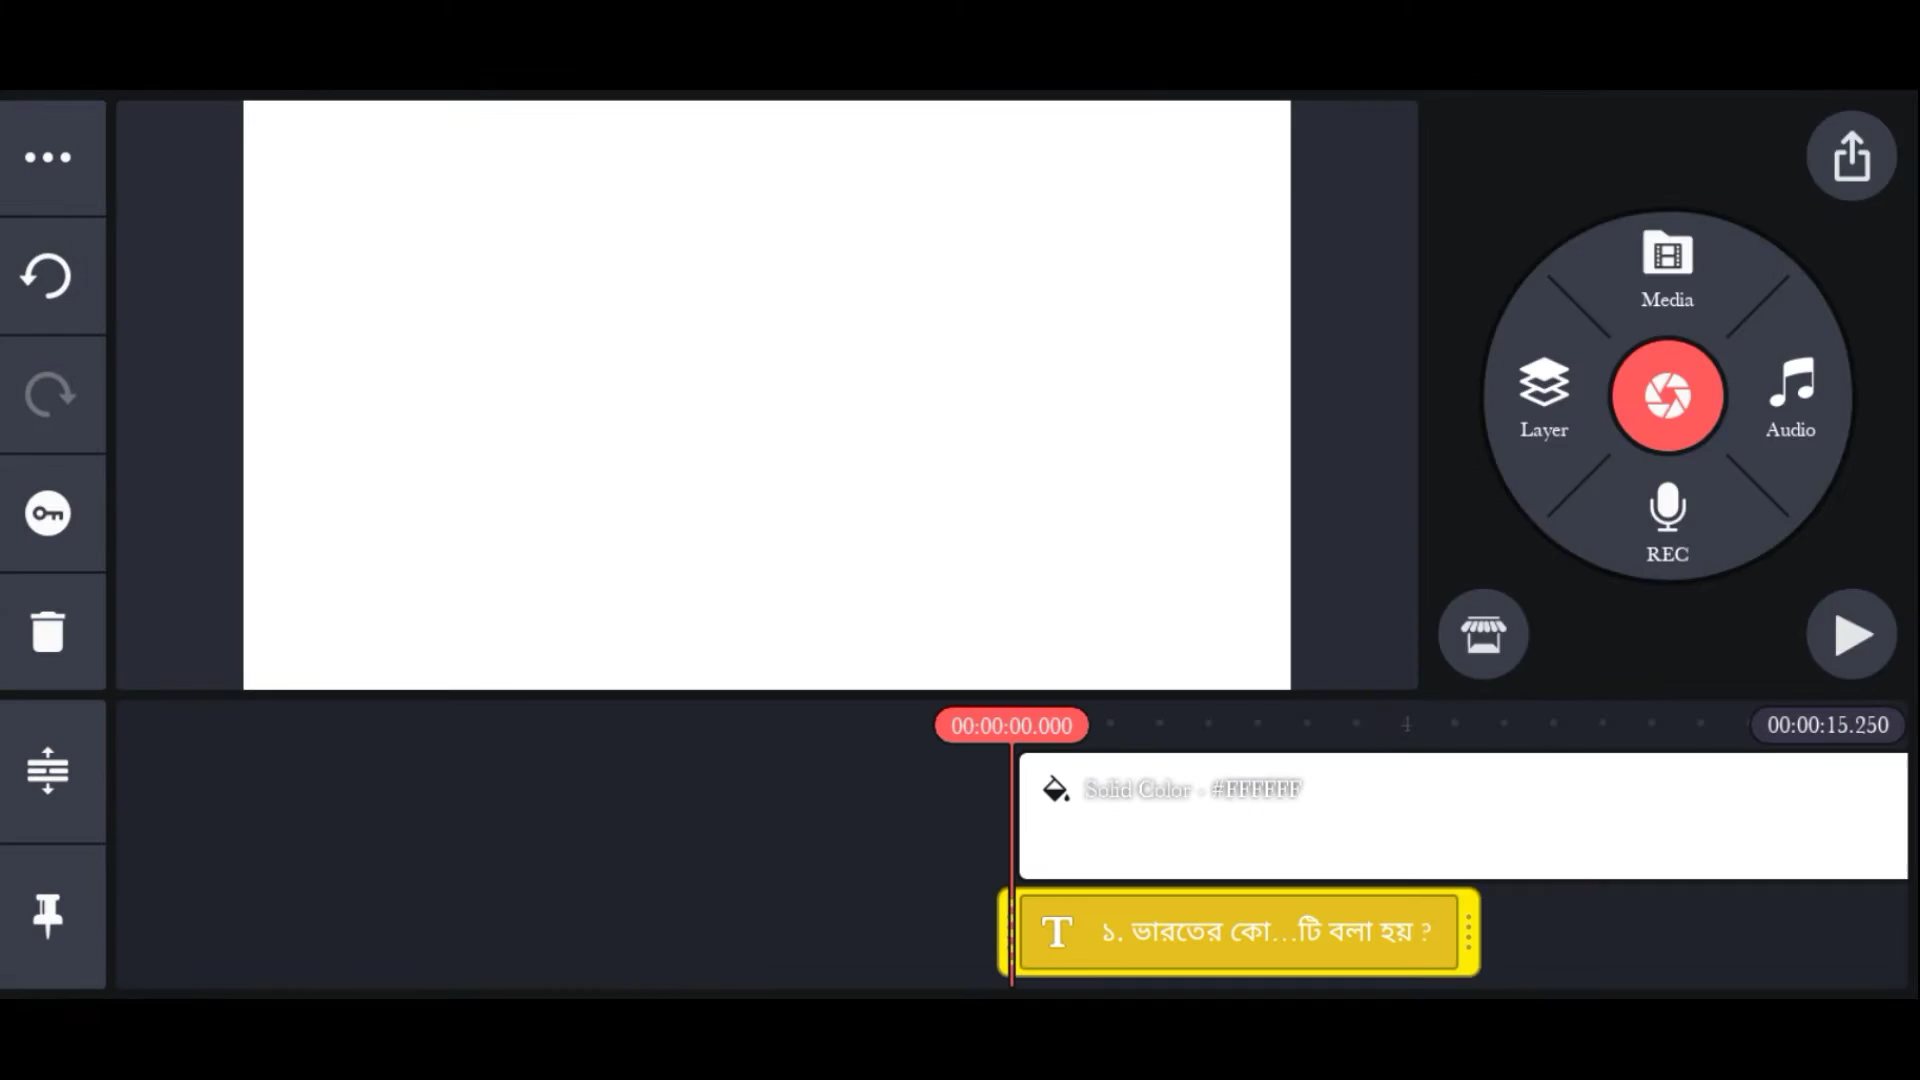 Media
Layer
Audio
REC
00:00:00.000
4
00:00:15.250
Solid Color - #FFFFFF
T
১. ভারতের কো...টি বলা হয় ?